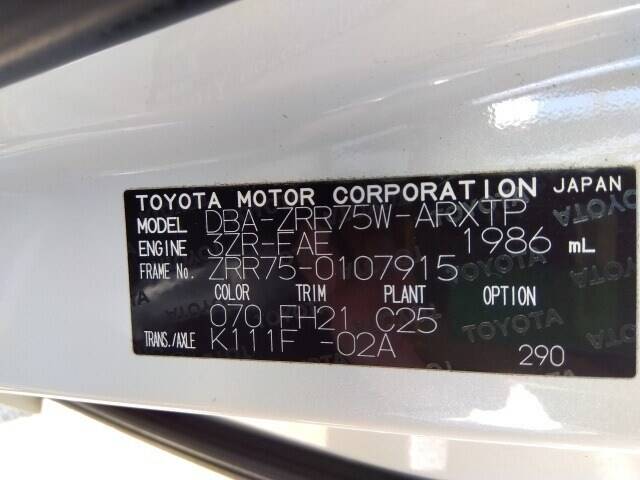 TOYOTA MOTOR CORPORATION JAPAN
MODEL DBA-ZRR75W-ARXTP
ENGINE 3ZR-FAE 1986 mL
FRAME No. ZRR75-0107915
COLOR TRIM PLANT OPTION
070 FH21 C25
TRANS./AXLE K111F -02A
290